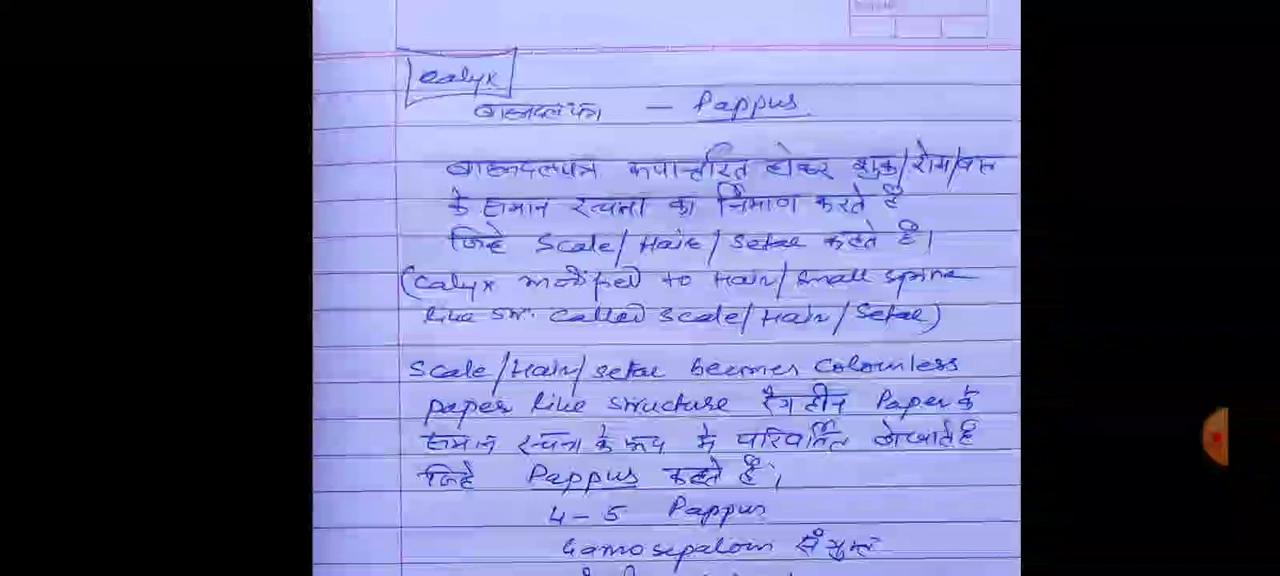 Calyx
बाह्यदलपत्र — Pappus
बाह्यदलपत्र रूपान्तरित होकर शुक्ल/रोम/
के समान रचना का निर्माण करते है
जिन्हे Scale/Hair/Setae कहते है।
(Calyx modified to Hair/small spine
like str. called scale/Hair/Setae)
Scale/Hair/setae becomes colourless
paper like structure रंगहीन Paper के
समान रचना के रूप मे परिवर्तित हो जाते है
जिन्हे Pappus कहते है।
4-5 Pappus
Gamosepalous संयुक्त